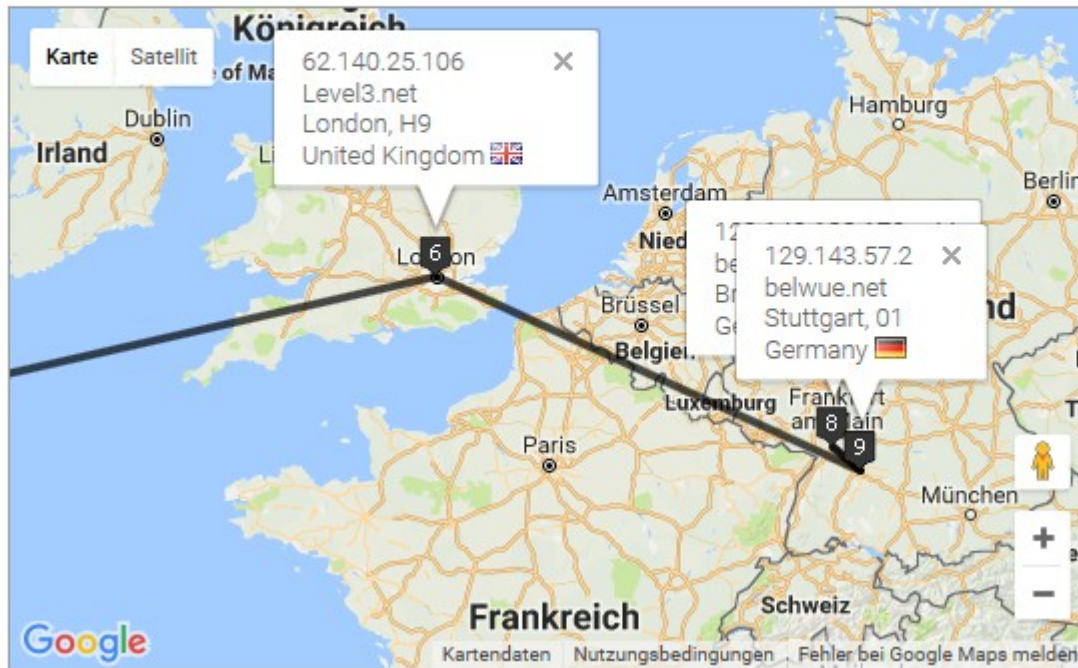 Königreich
Karte Satellit
e of Ma
62.140.25.106
Level3.net
London, H9
United Kingdom
Dublin
Irland
Li
Hamburg
Berlin
Amsterdam
Nied
be
Br
Ge
129.143.57.2
belwue.net
Stuttgart, 01
Germany
nd
6
London
Brüssel
Belgien
Luxemburg
Frankfurt
am Main
8
9
Paris
München
Frankreich
Schweiz
Google
Kartendaten Nutzungsbedingungen Fehler bei Google Maps melden